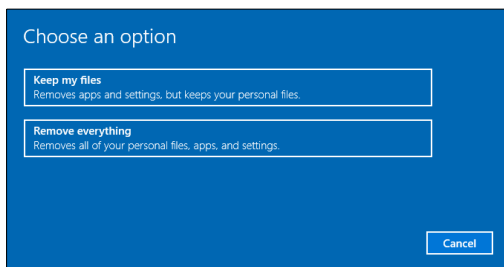 Choose an option
Keep my files
Removes apps and settings, but keeps your personal files.
Remove everything
Removes all of your personal files, apps, and settings.
Cancel